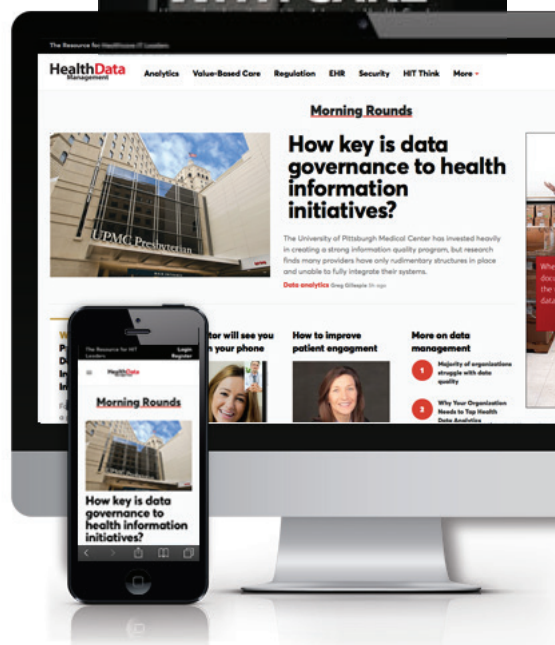 WITH CARE
The Resource for Healthcare IT Leaders
HealthData
Management
Analytics Value-Based Care Regulation EHR Security HIT Think More
Morning Rounds
How key is data
governance to health
information
initiatives?
UPMC Presbyterian
The University of Pittsburgh Medical Center has invested heavily
in creating a strong information quality program, but research
finds many providers have only rudimentary structures in place
and unable to fully integrate their systems.
Data analytics Greg Gillespie 5h ago
tor will see you
n your phone
How to improve
patient engagment
More on data
management
1 Majority of organizations
struggle with data
quality
2 Why Your Organization
Needs to Tap Health
Data Analytics
The Resource for HIT
Leaders
Login
Register
HealthData
Management
Morning Rounds
How key is data
governance to
health information
initiatives?